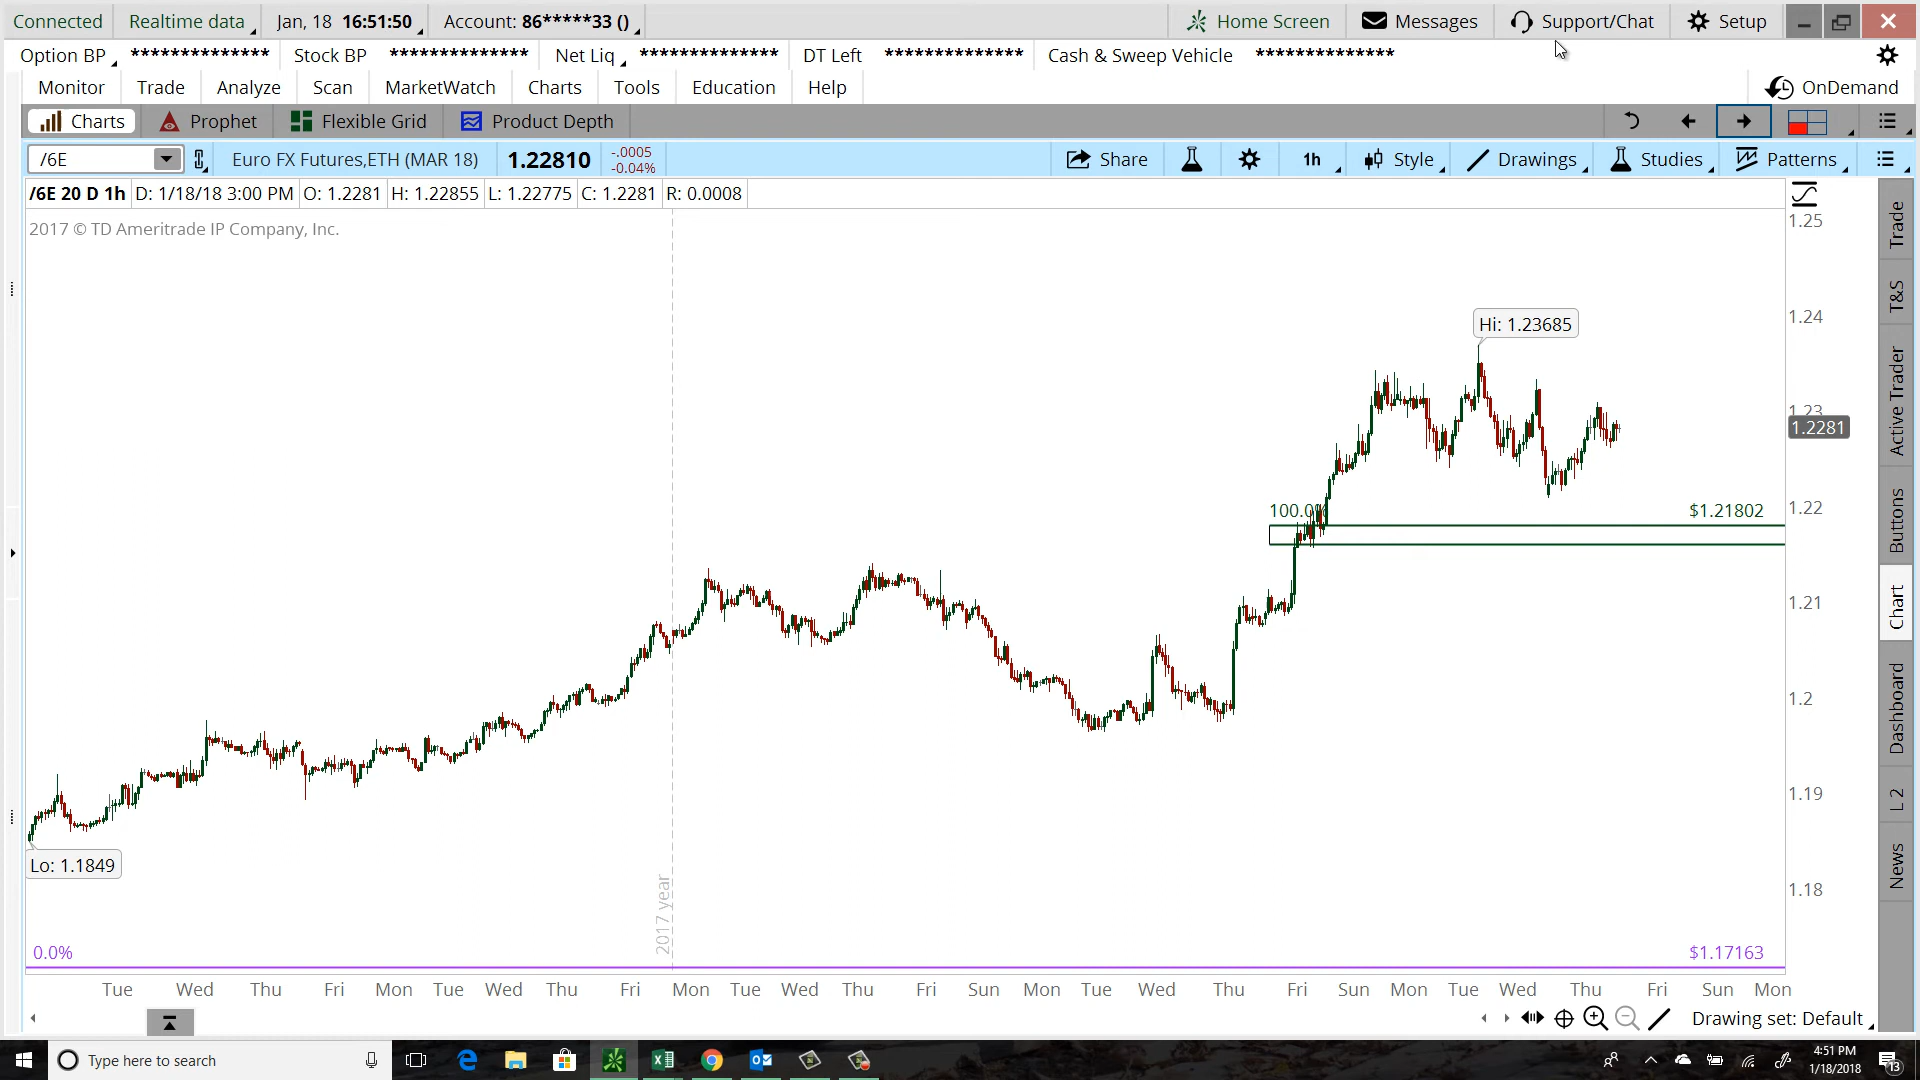 Connected Realtime data Jan, 18 16:51:50 Account: 86*****33 () Home Screen Messages Support/Chat Setup
Option BP ************** Stock BP ************** Net Liq ************** DT Left ************** Cash & Sweep Vehicle **************
Monitor Trade Analyze Scan MarketWatch Charts Tools Education Help OnDemand
Charts Prophet Flexible Grid Product Depth
/6E Euro FX Futures,ETH (MAR 18) 1.22810 -.0005 Share 1h Style Drawings Studies Patterns
-0.04%
/6E 20 D 1h D: 1/18/18 3:00 PM O: 1.2281 H: 1.22855 L: 1.22775 C: 1.2281 R: 0.0008
2017 © TD Ameritrade IP Company, Inc.
1.25
1.24
Hi: 1.23685
1.23
1.2281
100.0% $1.21802
1.22
1.21
1.2
1.19
Lo: 1.1849
1.18
2017 year
0.0% $1.17163
Tue Wed Thu Fri Mon Tue Wed Thu Fri Mon Tue Wed Thu Fri Sun Mon Tue Wed Thu Fri Sun Mon Tue Wed Thu Fri Sun Mon
Drawing set: Default
Trade
T&S
Active Trader
Buttons
Chart
Dashboard
L 2
News
Type here to search
4:51 PM
1/18/2018
13